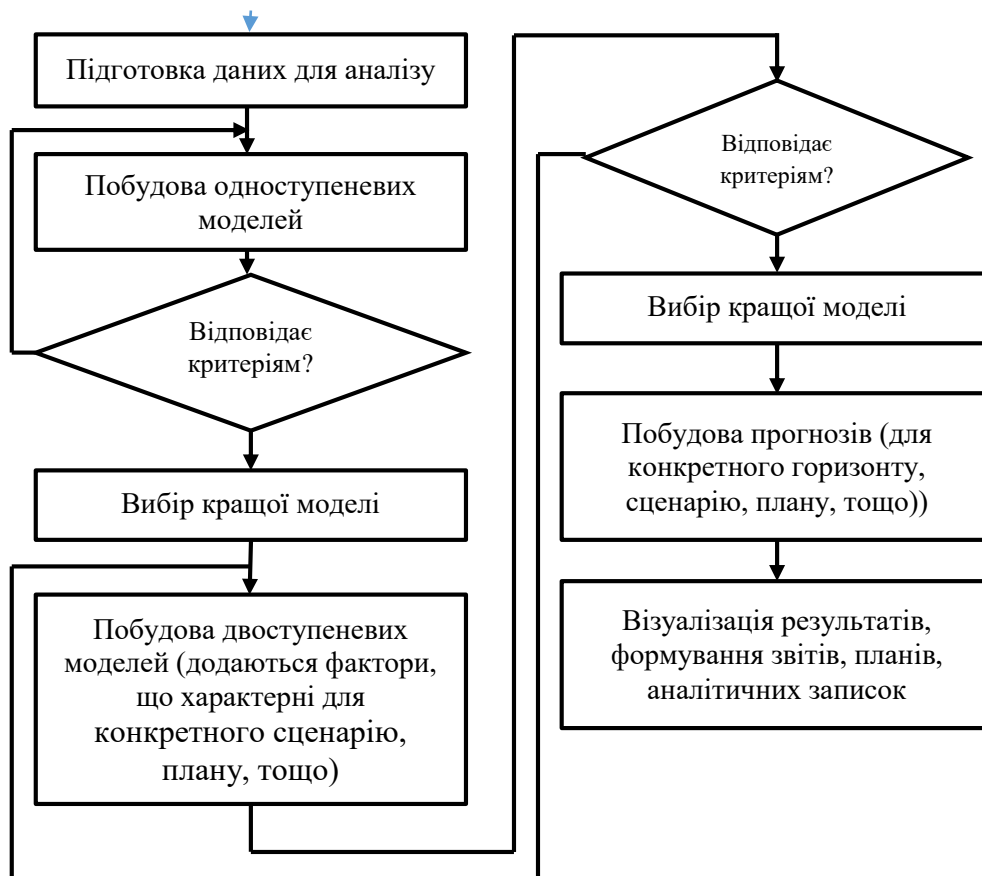 Підготовка даних для аналізу
Побудова одноступеневих
моделей
Відповідає
критеріям?
Вибір кращої моделі
Побудова двоступеневих
моделей (додаються фактори,
що характерні для
конкретного сценарію,
плану, тощо)
Відповідає
критеріям?
Вибір кращої моделі
Побудова прогнозів (для
конкретного горизонту,
сценарію, плану, тощо))
Візуалізація результатів,
формування звітів, планів,
аналітичних записок